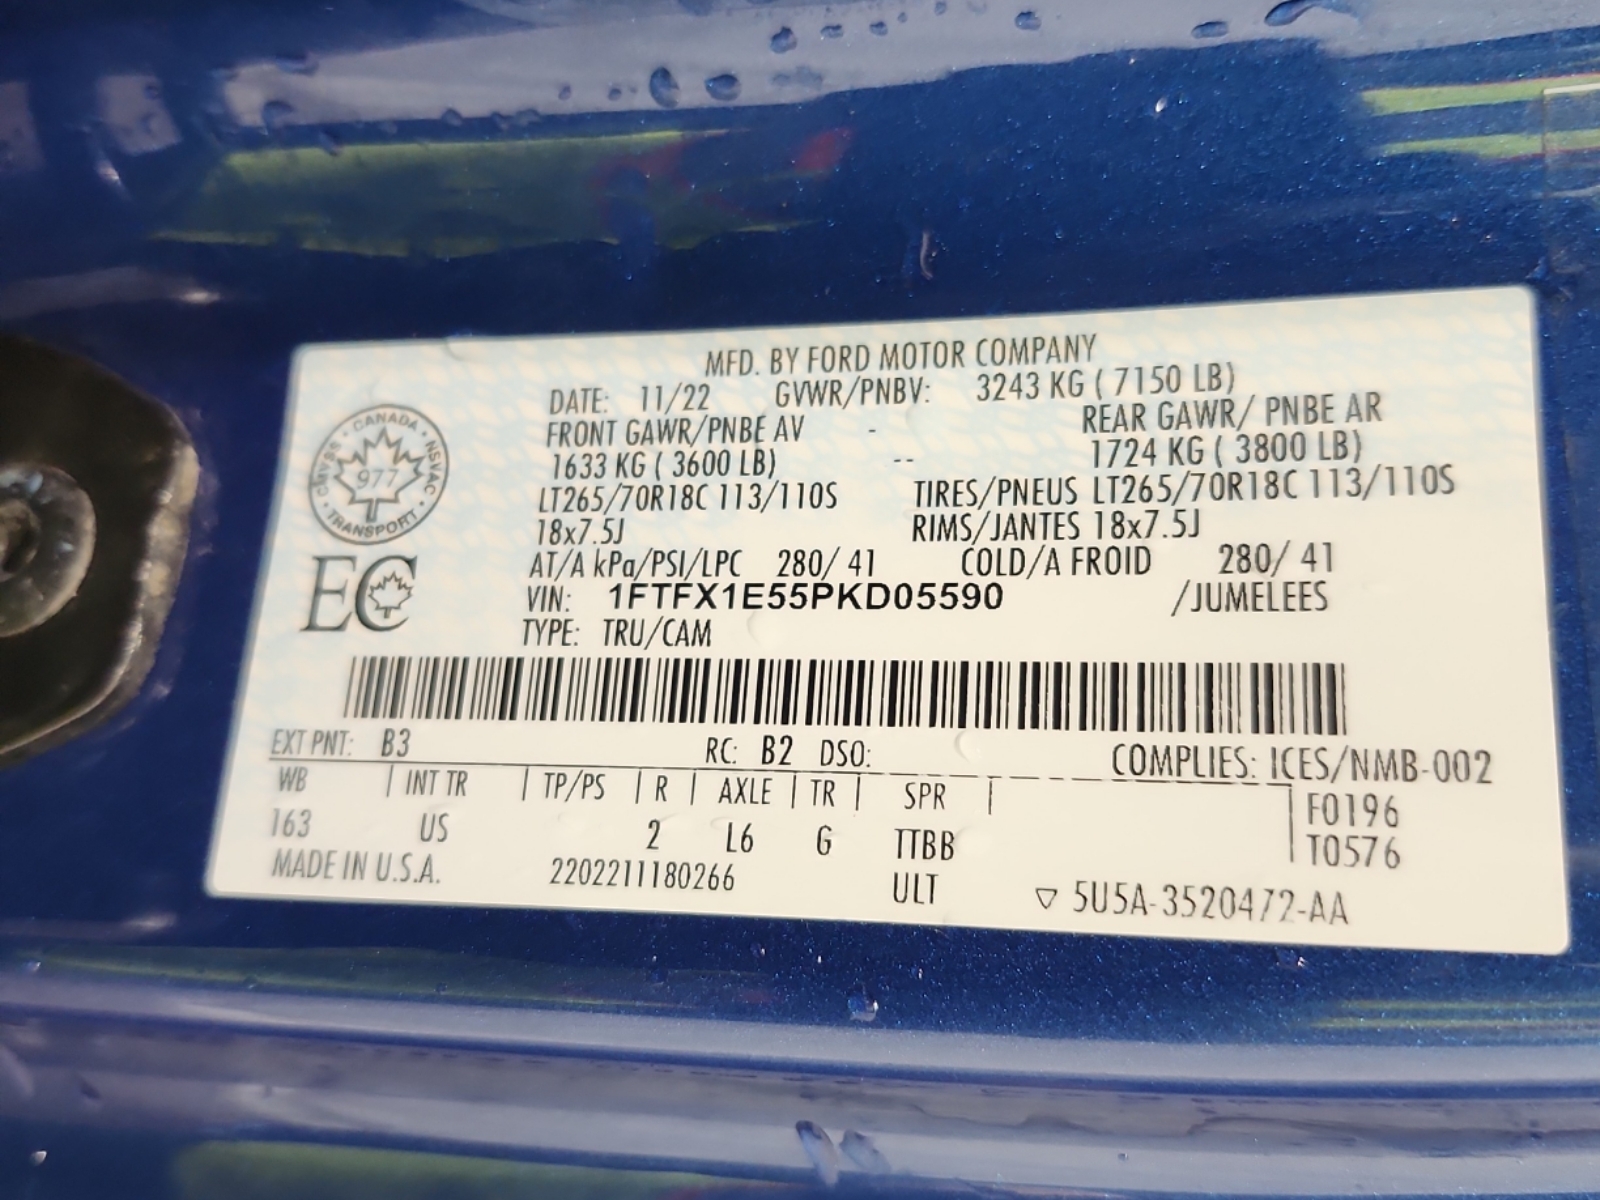 MFD. BY FORD MOTOR COMPANY
DATE: 11/22 GVWR/PNBV: 3243 KG ( 7150 LB)
FRONT GAWR/PNBE AV - REAR GAWR/ PNBE AR
1633 KG ( 3600 LB) -- 1724 KG ( 3800 LB)
LT265/70R18C 113/110S TIRES/PNEUS LT265/70R18C 113/110S
18x7.5J RIMS/JANTES 18x7.5J
AT/A kPa/PSI/LPC 280/ 41 COLD/A FROID 280/ 41
VIN: 1FTFX1E55PKD05590 /JUMELEES
TYPE: TRU/CAM
CANADA · NSVAC · TRANSPORT · CMVSS
977
EC
EXT PNT: B3 RC: B2 DSO: COMPLIES: ICES/NMB-002
WB | INT TR | TP/PS | R | AXLE | TR | SPR | F0196
163 US 2 L6 G TTBB T0576
MADE IN U.S.A. 2202211180266 ULT ▽ 5U5A-3520472-AA